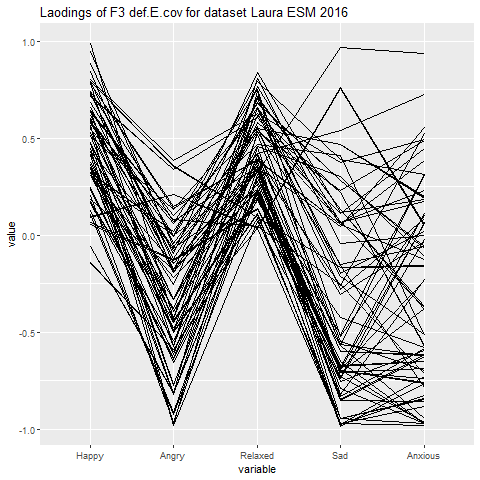 Laodings of F3 def.E.cov for dataset Laura ESM 2016
value
1.0
0.5
0.0
-0.5
-1.0
Happy Angry Relaxed Sad Anxious
variable